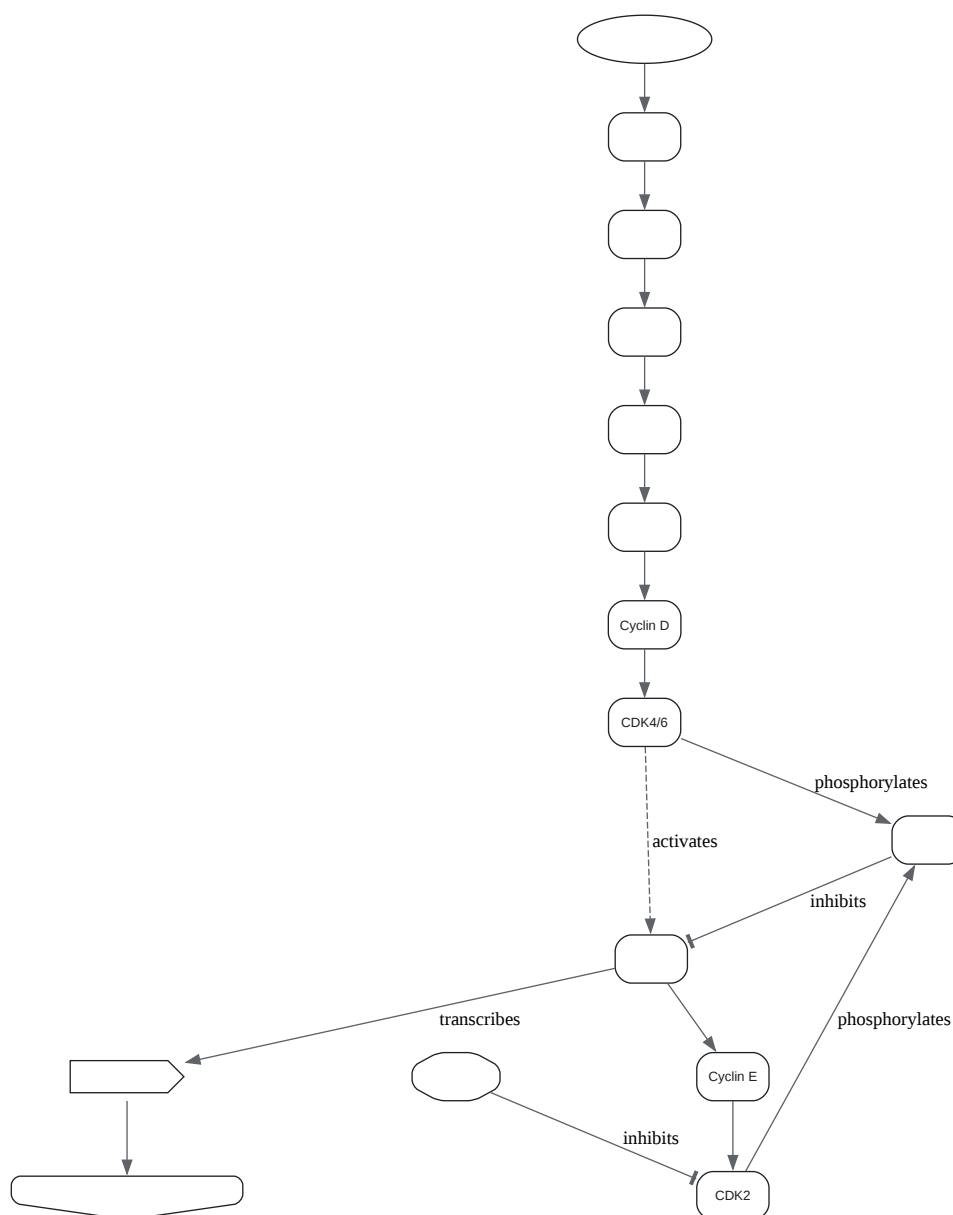 Cyclin D
CDK4/6
phosphorylates
activates
inhibits
transcribes
phosphorylates
Cyclin E
inhibits
CDK2